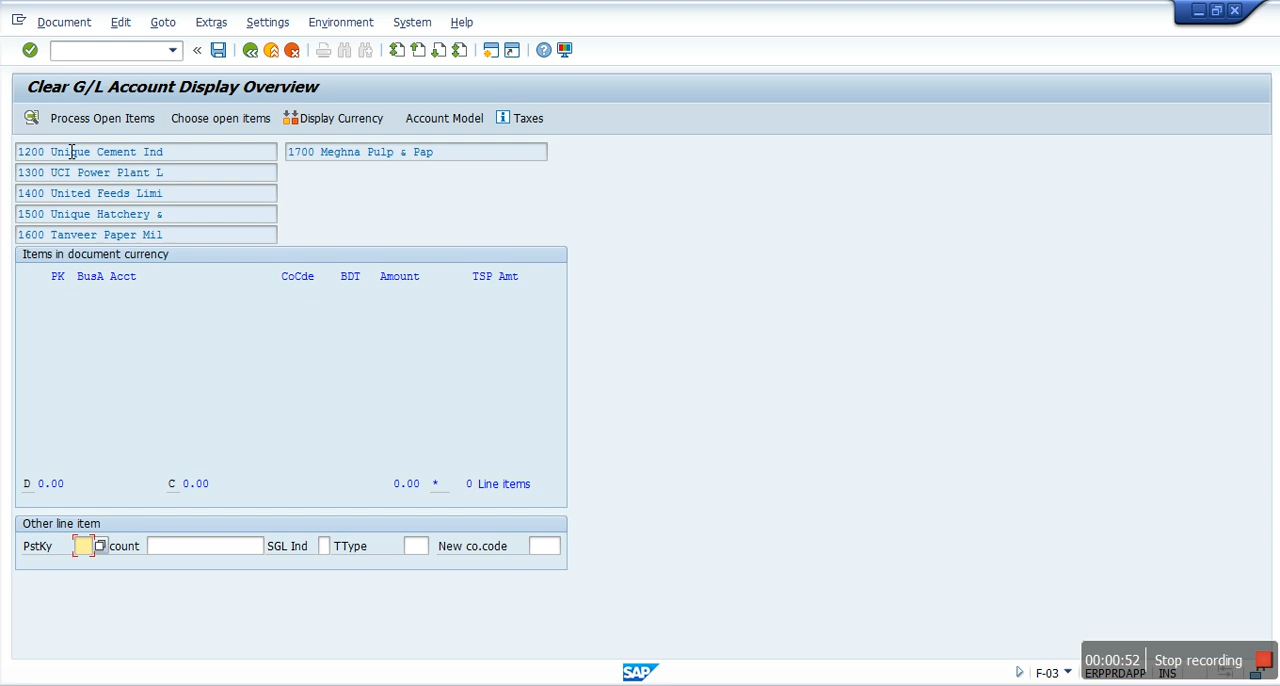 Document Edit Goto Extras Settings Environment System Help
«
Clear G/L Account Display Overview
Process Open Items Choose open items Display Currency Account Model Taxes
1200 Unique Cement Ind 1700 Meghna Pulp & Pap
1300 UCI Power Plant L
1400 United Feeds Limi
1500 Unique Hatchery &
1600 Tanveer Paper Mil
Items in document currency
PK BusA Acct CoCde BDT Amount TSP Amt
D 0.00 C 0.00 0.00 * 0 Line items
Other line item
PstKy count SGL Ind TType New co.code
00:00:52 Stop recording
SAP F-03 ERPPRDAPP INS